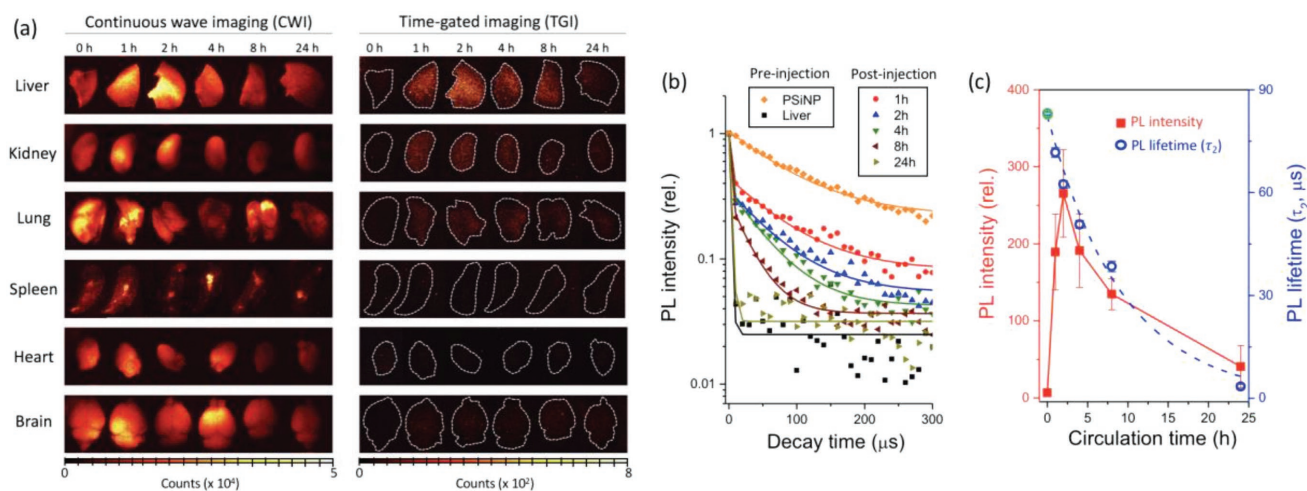 (a)
Continuous wave imaging (CWI)
0 h 1 h 2 h 4 h 8 h 24 h
Time-gated imaging (TGI)
0 h 1 h 2 h 4 h 8 h 24 h
Liver
Kidney
Lung
Spleen
Heart
Brain
0 5
Counts (x 10⁴)
0 8
Counts (x 10²)
(b)
Pre-injection
PSiNP
Liver
Post-injection
1h
2h
4h
8h
24h
PL intensity (rel.)
1
0.1
0.01
0 100 200 300
Decay time (μs)
(c)
PL intensity
PL lifetime (τ₂)
PL intensity (rel.)
400
300
200
100
0
PL lifetime (τ₂, μs)
90
60
30
0
0 5 10 15 20 25
Circulation time (h)